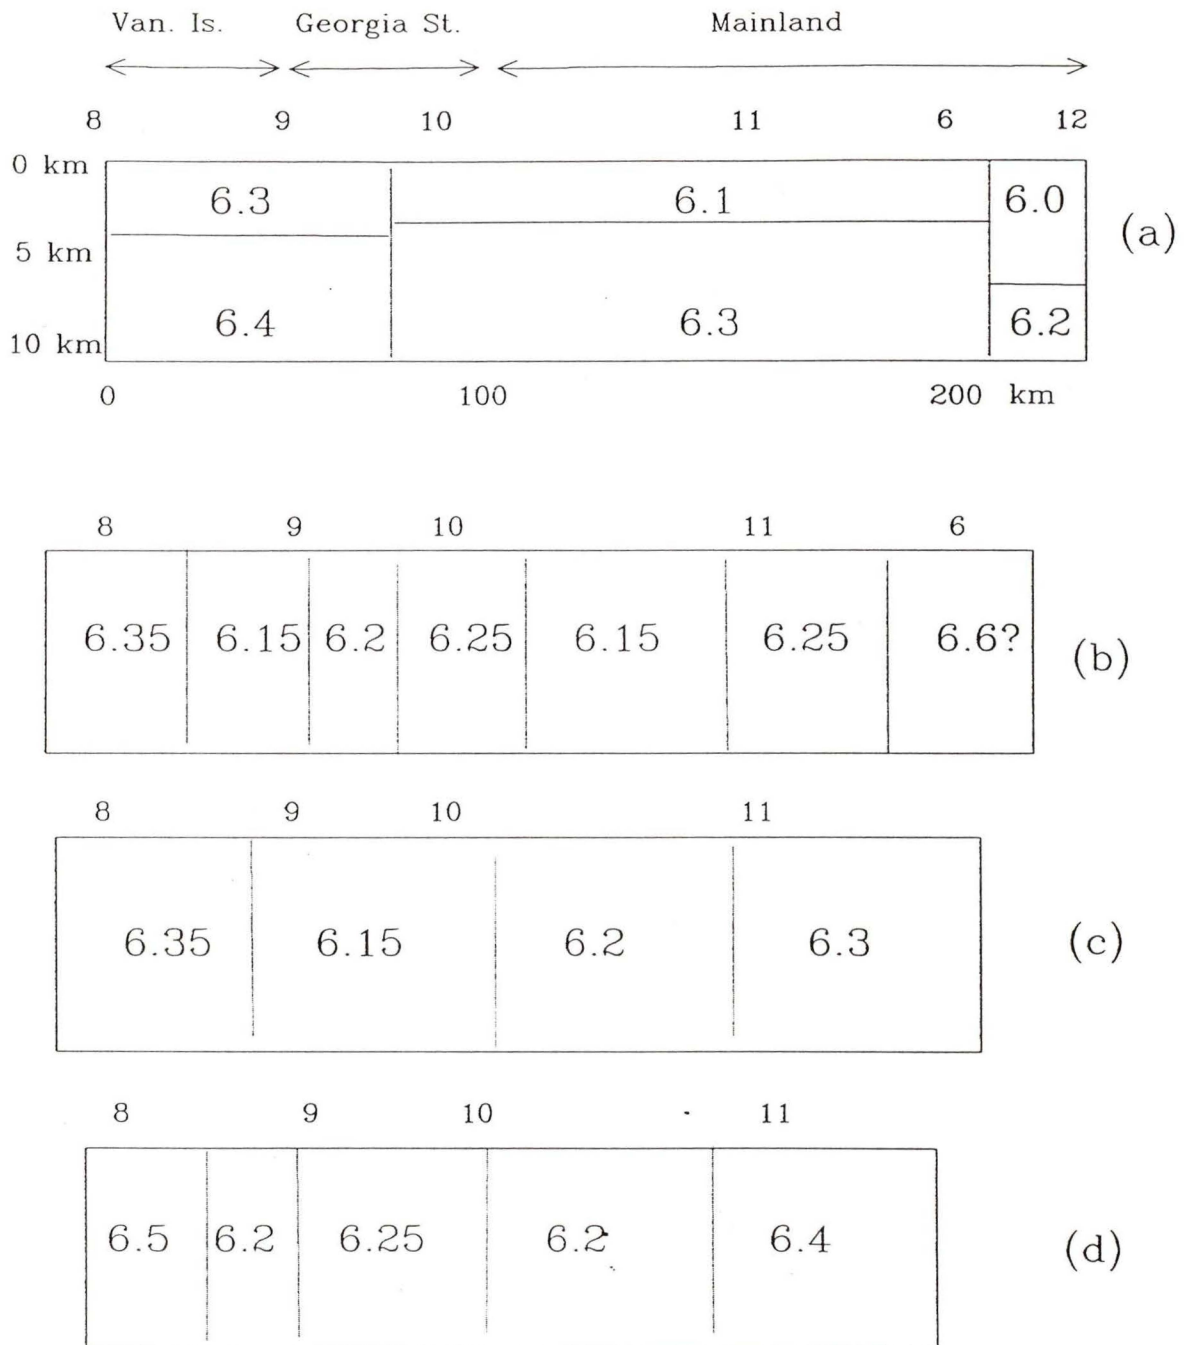 Van. Is. Georgia St. Mainland
8 9 10 11 6 12
0 km
6.3 6.1 6.0
(a)
5 km
6.4 6.3 6.2
10 km
0 100 200 km
8 9 10 11 6
6.35 6.15 6.2 6.25 6.15 6.25 6.6?
(b)
8 9 10 11
6.35 6.15 6.2 6.3
(c)
8 9 10 11
6.5 6.2 6.25 6.2 6.4
(d)